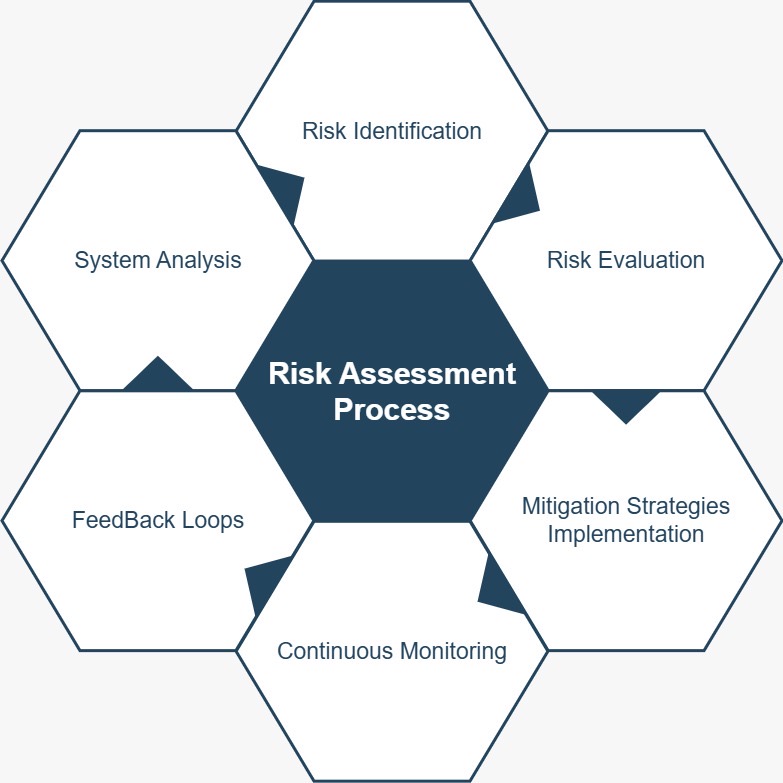 Risk Identification
System Analysis
Risk Evaluation
Risk Assessment
Process
FeedBack Loops
Mitigation Strategies
Implementation
Continuous Monitoring